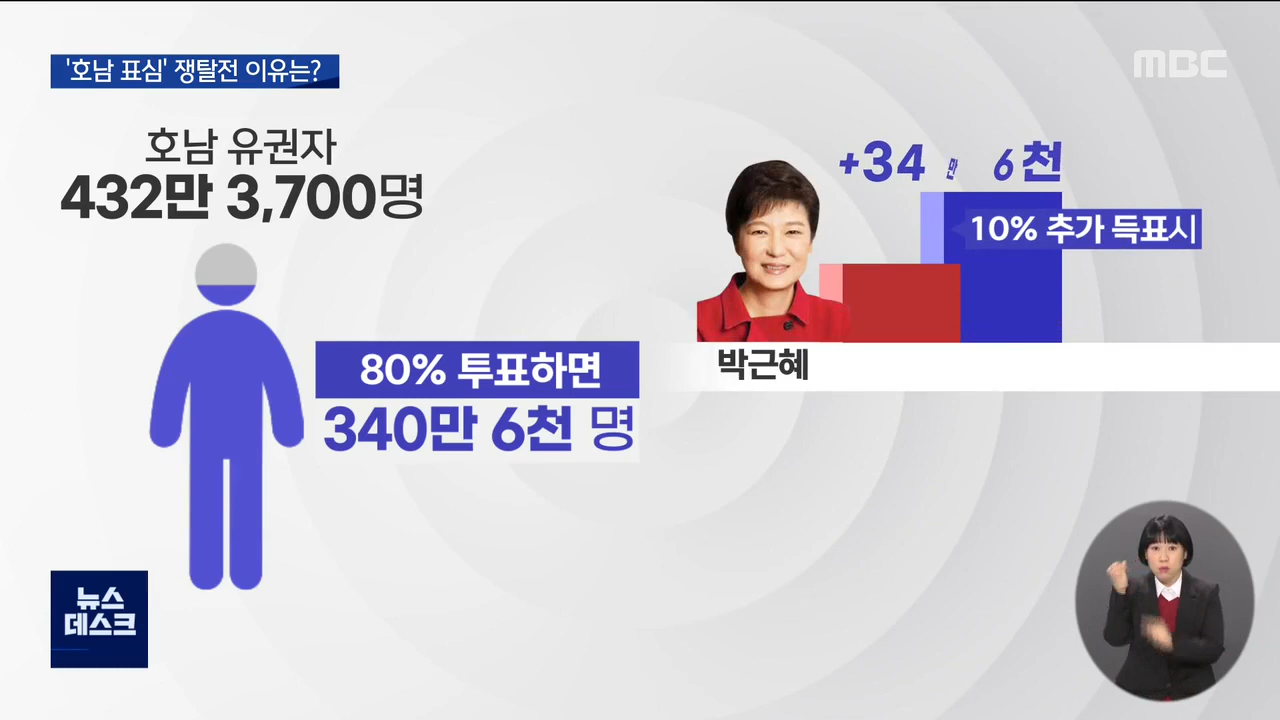 '호남 표심' 쟁탈전 이유는?
MBC
호남 유권자
432만 3,700명
+34만 6천
10% 추가 득표시
80% 투표하면
340만 6천 명
박근혜
뉴스
데스크